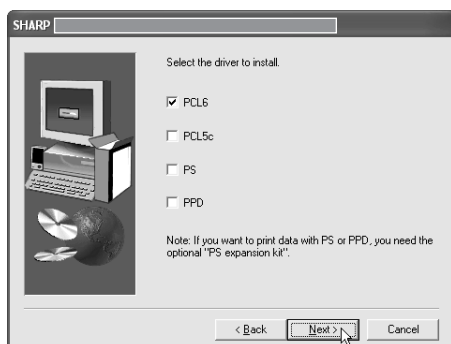 SHARP
Select the driver to install.
PCL6
PCL5c
PS
PPD
Note: If you want to print data with PS or PPD, you need the
optional "PS expansion kit".
< Back
Next >
Cancel